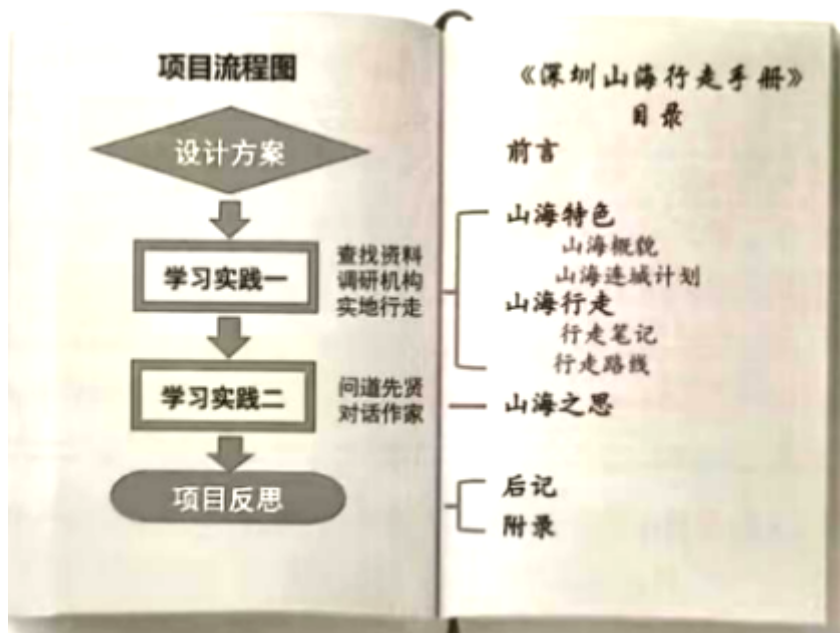 项目流程图
设计方案
学习实践一
查找资料
调研机构
实地行走
学习实践二
问道先贤
对话作家
项目反思
《深圳山海行走手册》
目录
前言
山海特色
山海概貌
山海连城计划
山海行走
行走笔记
行走路线
山海之思
后记
附录